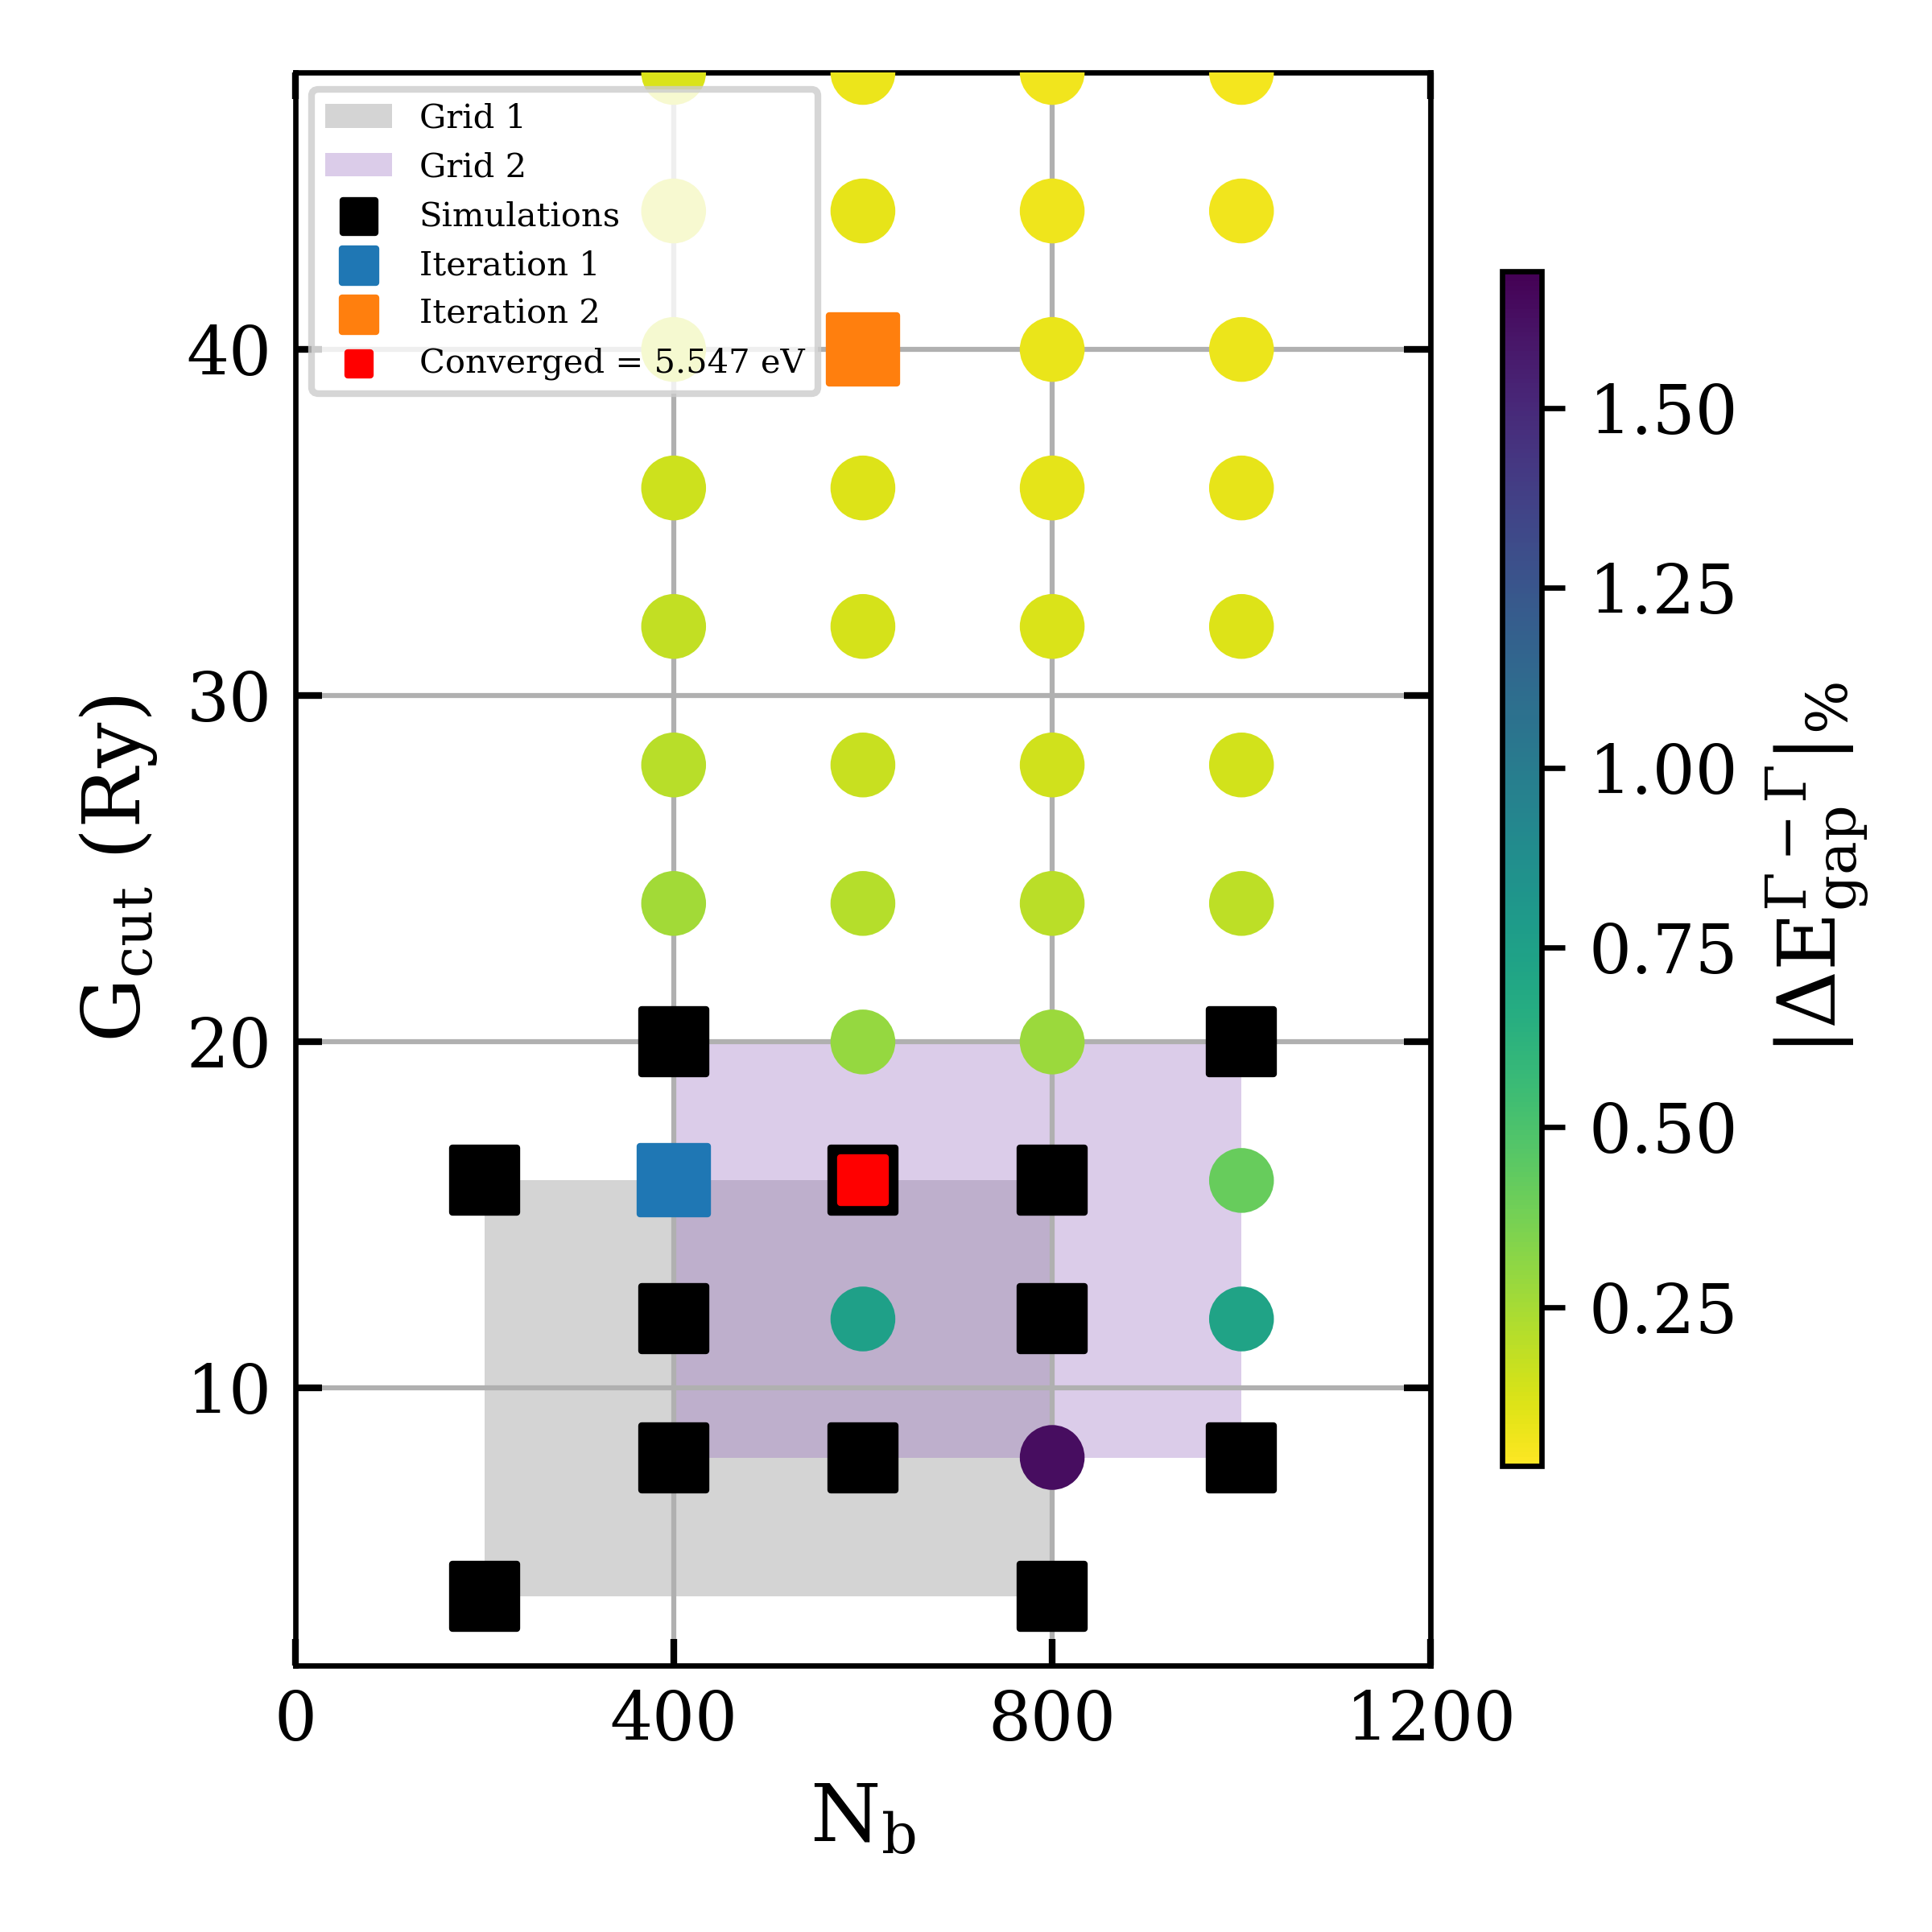 Grid 1
Grid 2
Simulations
Iteration 1
Iteration 2
Converged = 5.547 eV
40
30
20
10
G_cut (Ry)
0
400
800
1200
N_b
1.50
1.25
1.00
0.75
0.50
0.25
|ΔE_gap^Γ−Γ|%